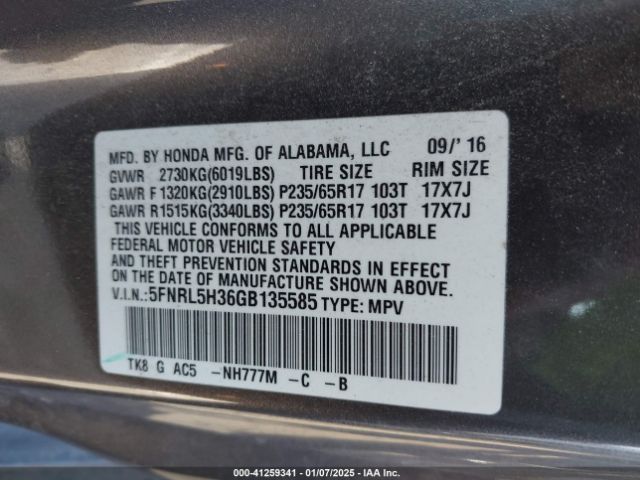 MFD. BY HONDA MFG. OF ALABAMA, LLC 09/'16
GVWR 2730KG(6019LBS) TIRE SIZE RIM SIZE
GAWR F 1320KG(2910LBS) P235/65R17 103T 17X7J
GAWR R 1515KG(3340LBS) P235/65R17 103T 17X7J
THIS VEHICLE CONFORMS TO ALL APPLICABLE
FEDERAL MOTOR VEHICLE SAFETY
AND THEFT PREVENTION STANDARDS IN EFFECT
ON THE DATE OF MANUFACTURE SHOWN ABOVE.
V.I.N.:5FNRL5H36GB135585 TYPE: MPV
TK8 G AC5 -NH777M -C -B
000-41259341 | 01/07/2025 | IAA Inc.